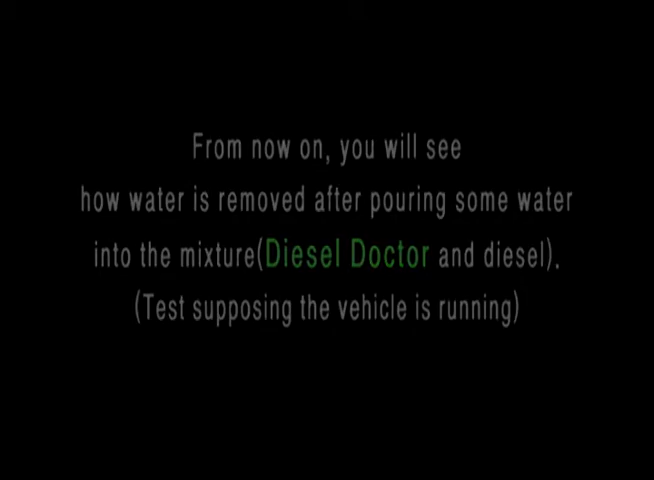 From now on, you will see
how water is removed after pouring some water
into the mixture(Diesel Doctor and diesel).
(Test supposing the vehicle is running)